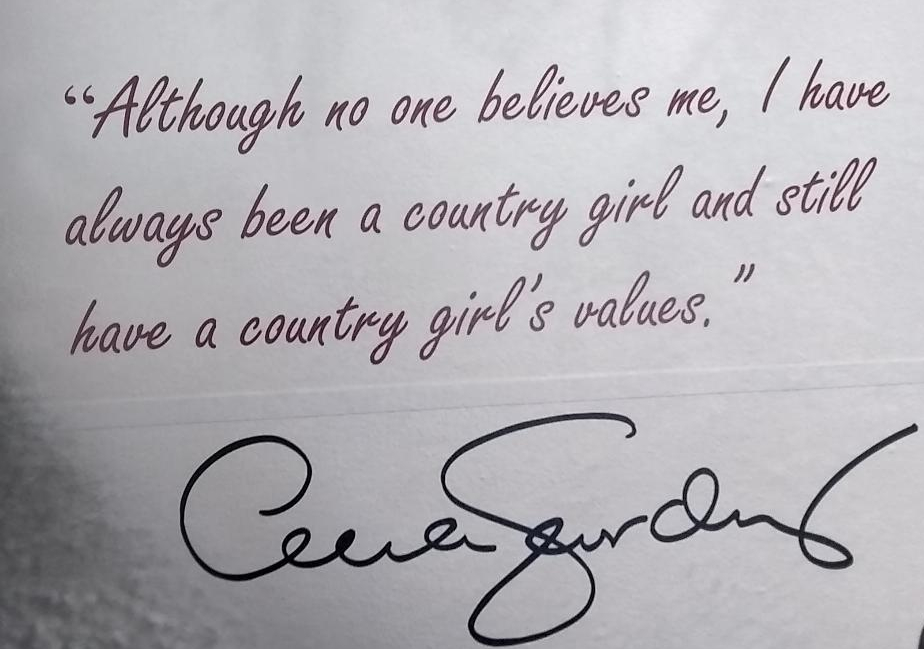 “Although no one believes me, I have
always been a country girl and still
have a country girl's values.”